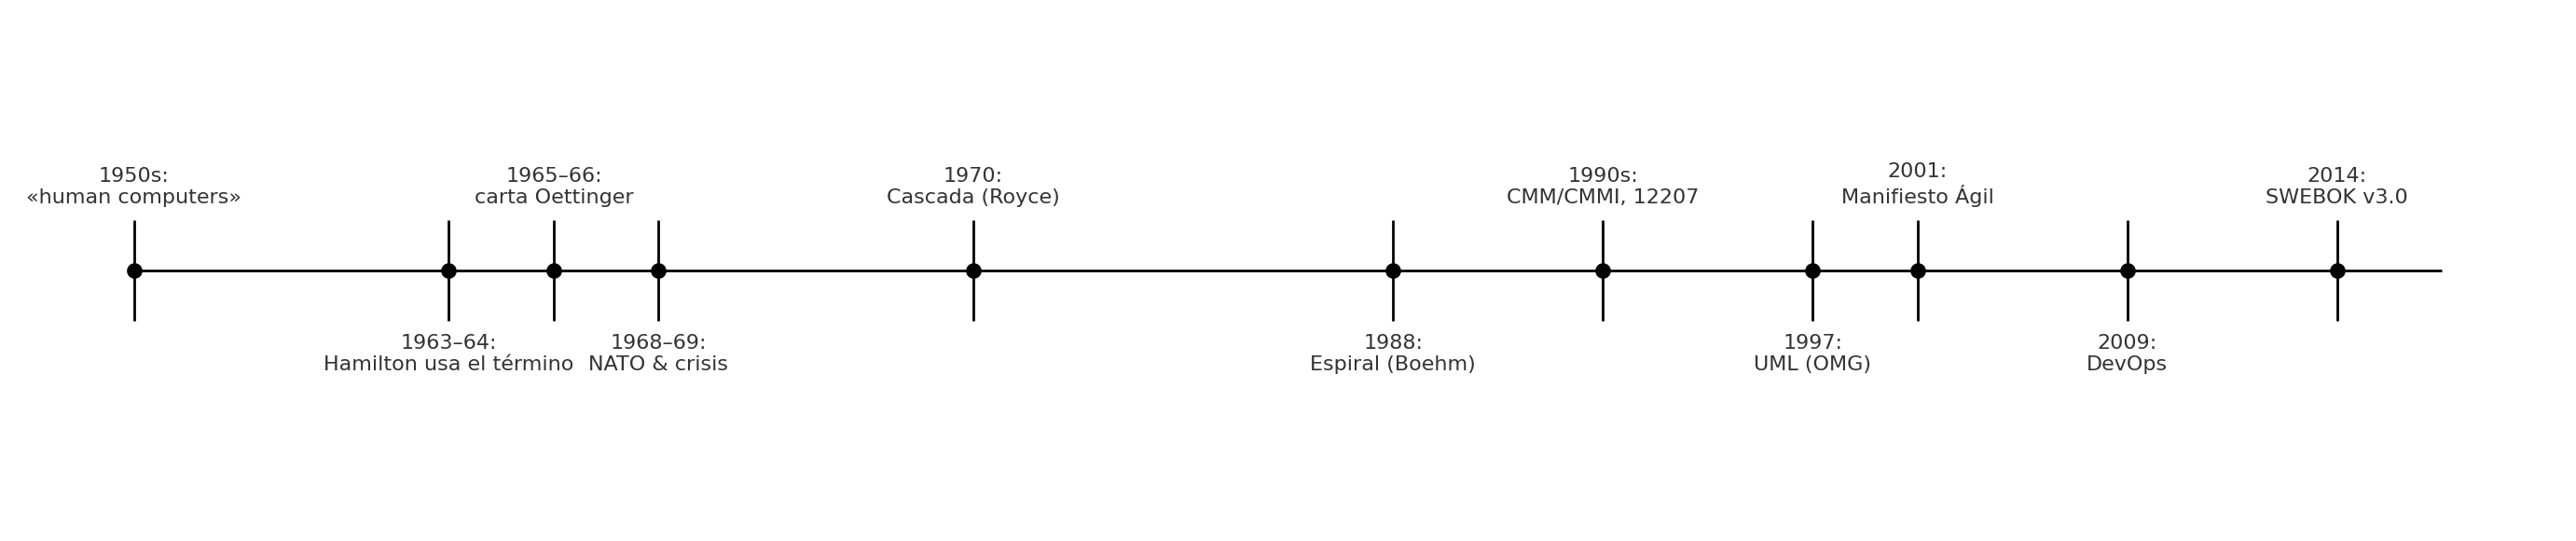 1950s:
«human computers»
1963–64:
Hamilton usa el término
1965–66:
carta Oettinger
1968–69:
NATO & crisis
1970:
Cascada (Royce)
1988:
Espiral (Boehm)
1990s:
CMM/CMMI, 12207
1997:
UML (OMG)
2001:
Manifiesto Ágil
2009:
DevOps
2014:
SWEBOK v3.0